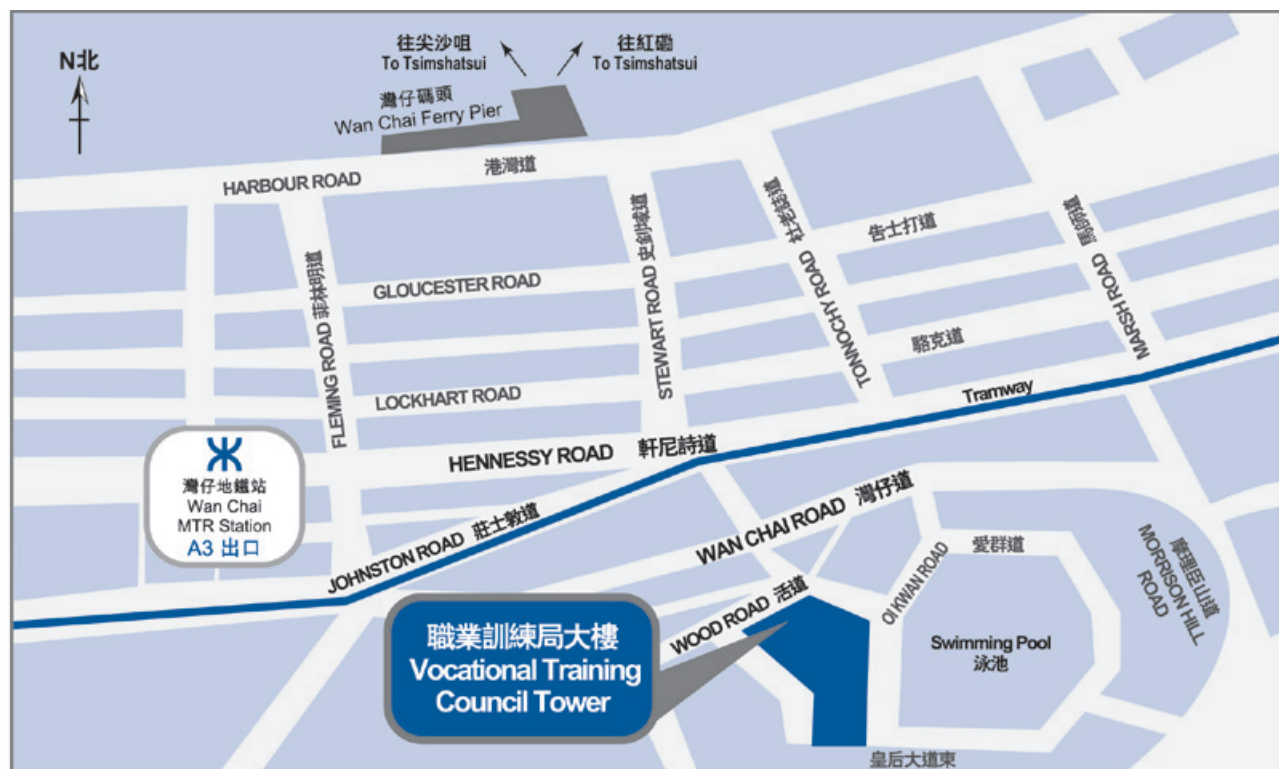 N北
往尖沙咀
To Tsimshatsui
往紅磡
To Tsimshatsui
灣仔碼頭
Wan Chai Ferry Pier
HARBOUR ROAD 港灣道
FLEMING ROAD 菲林明道
STEWART ROAD 史釗域道
TONNOCHY ROAD 杜老誌道
MARSH ROAD 馬師道
GLOUCESTER ROAD 告士打道
LOCKHART ROAD 駱克道
HENNESSY ROAD 軒尼詩道
Tramway
灣仔地鐵站
Wan Chai
MTR Station
A3 出口
JOHNSTON ROAD 莊士敦道
WAN CHAI ROAD 灣仔道
WOOD ROAD 活道
OI KWAN ROAD 愛群道
摩理臣山道
MORRISON HILL
ROAD
Swimming Pool
泳池
職業訓練局大樓
Vocational Training
Council Tower
皇后大道東